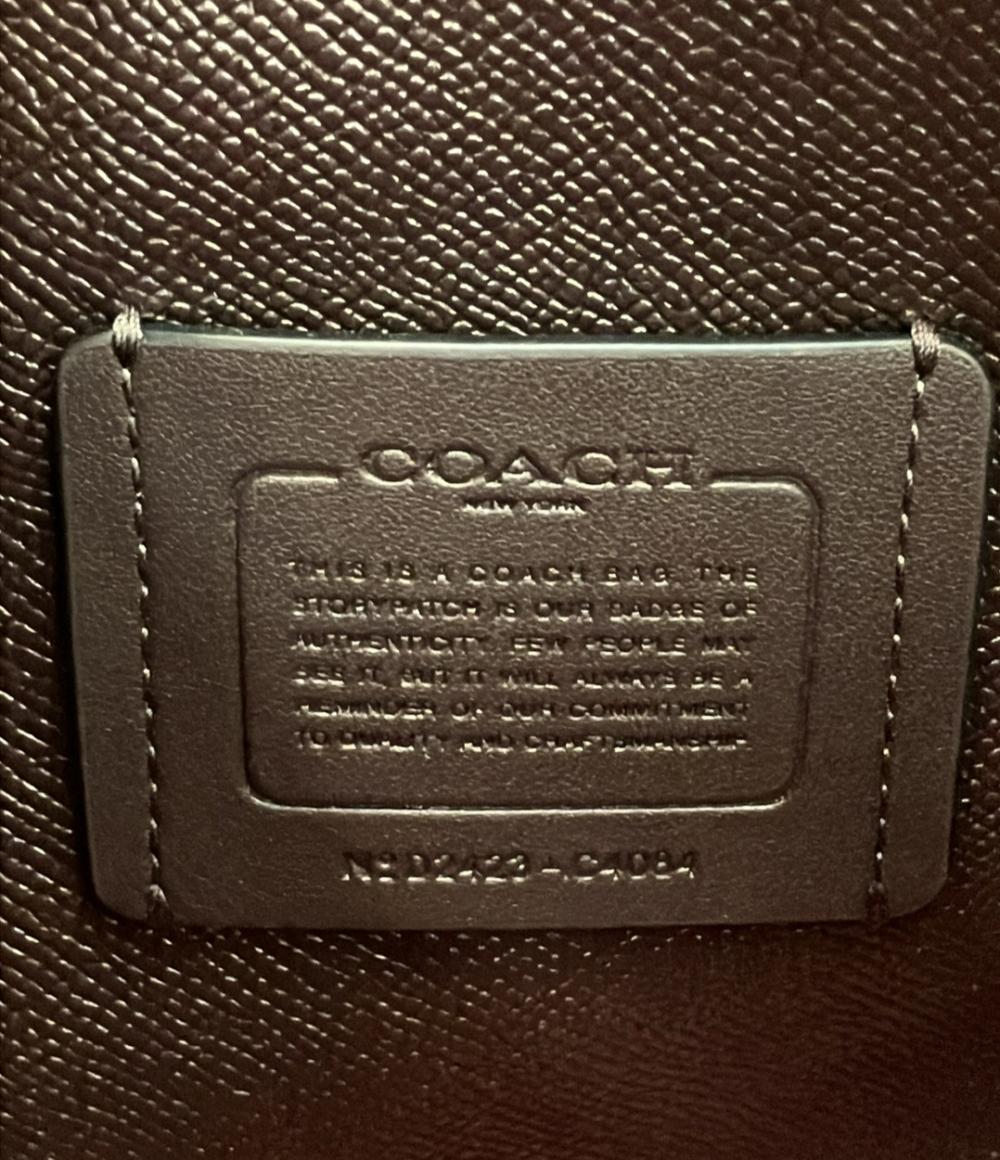 COACH
NEW YORK
THIS IS A COACH BAG. THE
STORYPATCH IS OUR BADGE OF
AUTHENTICITY. FEW PEOPLE MAY
SEE IT, BUT IT WILL ALWAYS BE A
REMINDER OF OUR COMMITMENT
TO QUALITY AND CRAFTSMANSHIP.
Nº D2423-C4084